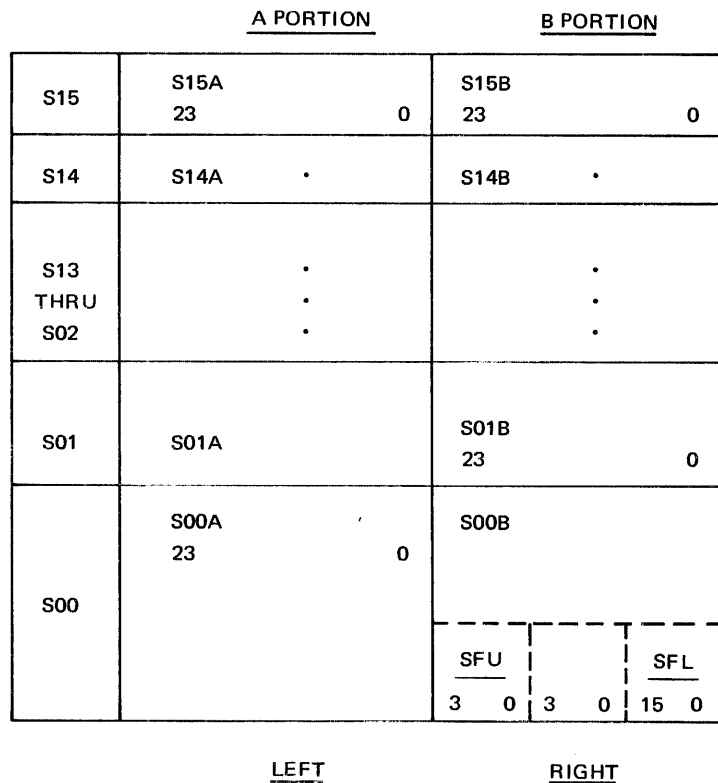 A PORTION B PORTION
S15 S15A S15B
23 0 23 0
S14 S14A S14B
S13
THRU
S02
S01 S01A S01B
23 0
S00A S00B
23 0
S00
SFU SFL
3 0 3 0 15 0
LEFT RIGHT